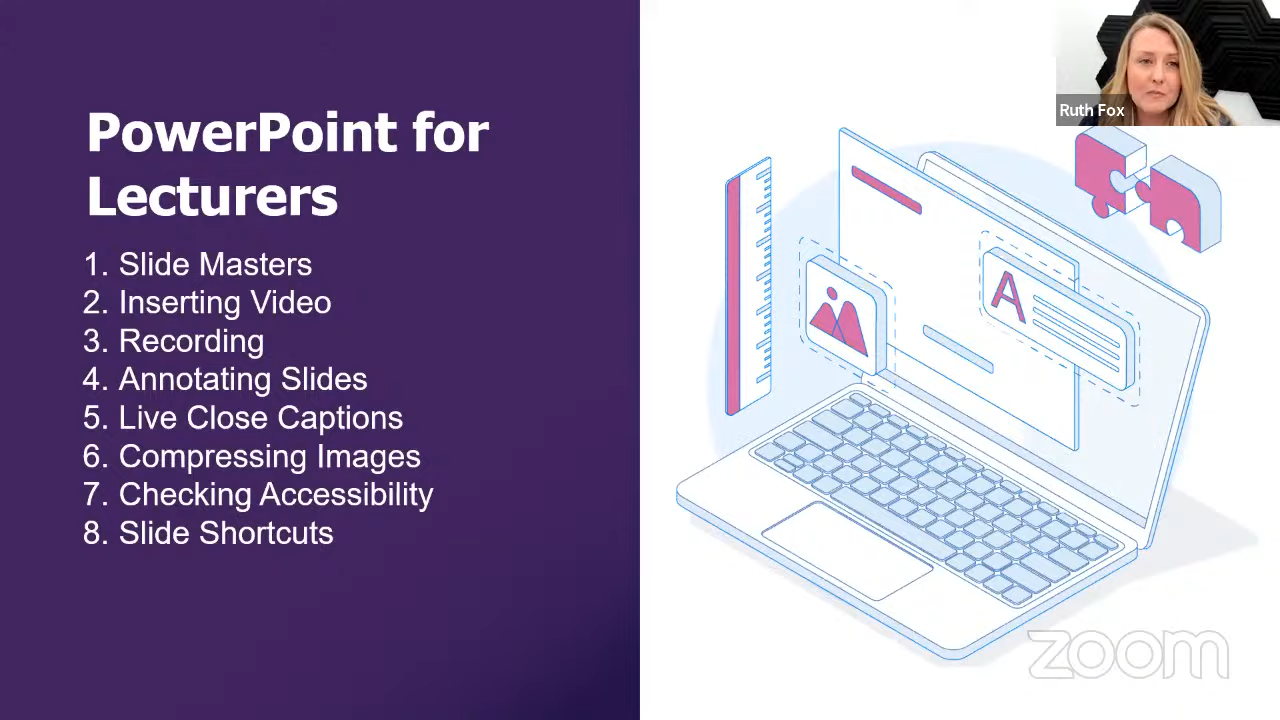 PowerPoint for
Lecturers
1. Slide Masters
2. Inserting Video
3. Recording
4. Annotating Slides
5. Live Close Captions
6. Compressing Images
7. Checking Accessibility
8. Slide Shortcuts
Ruth Fox
A
zoom